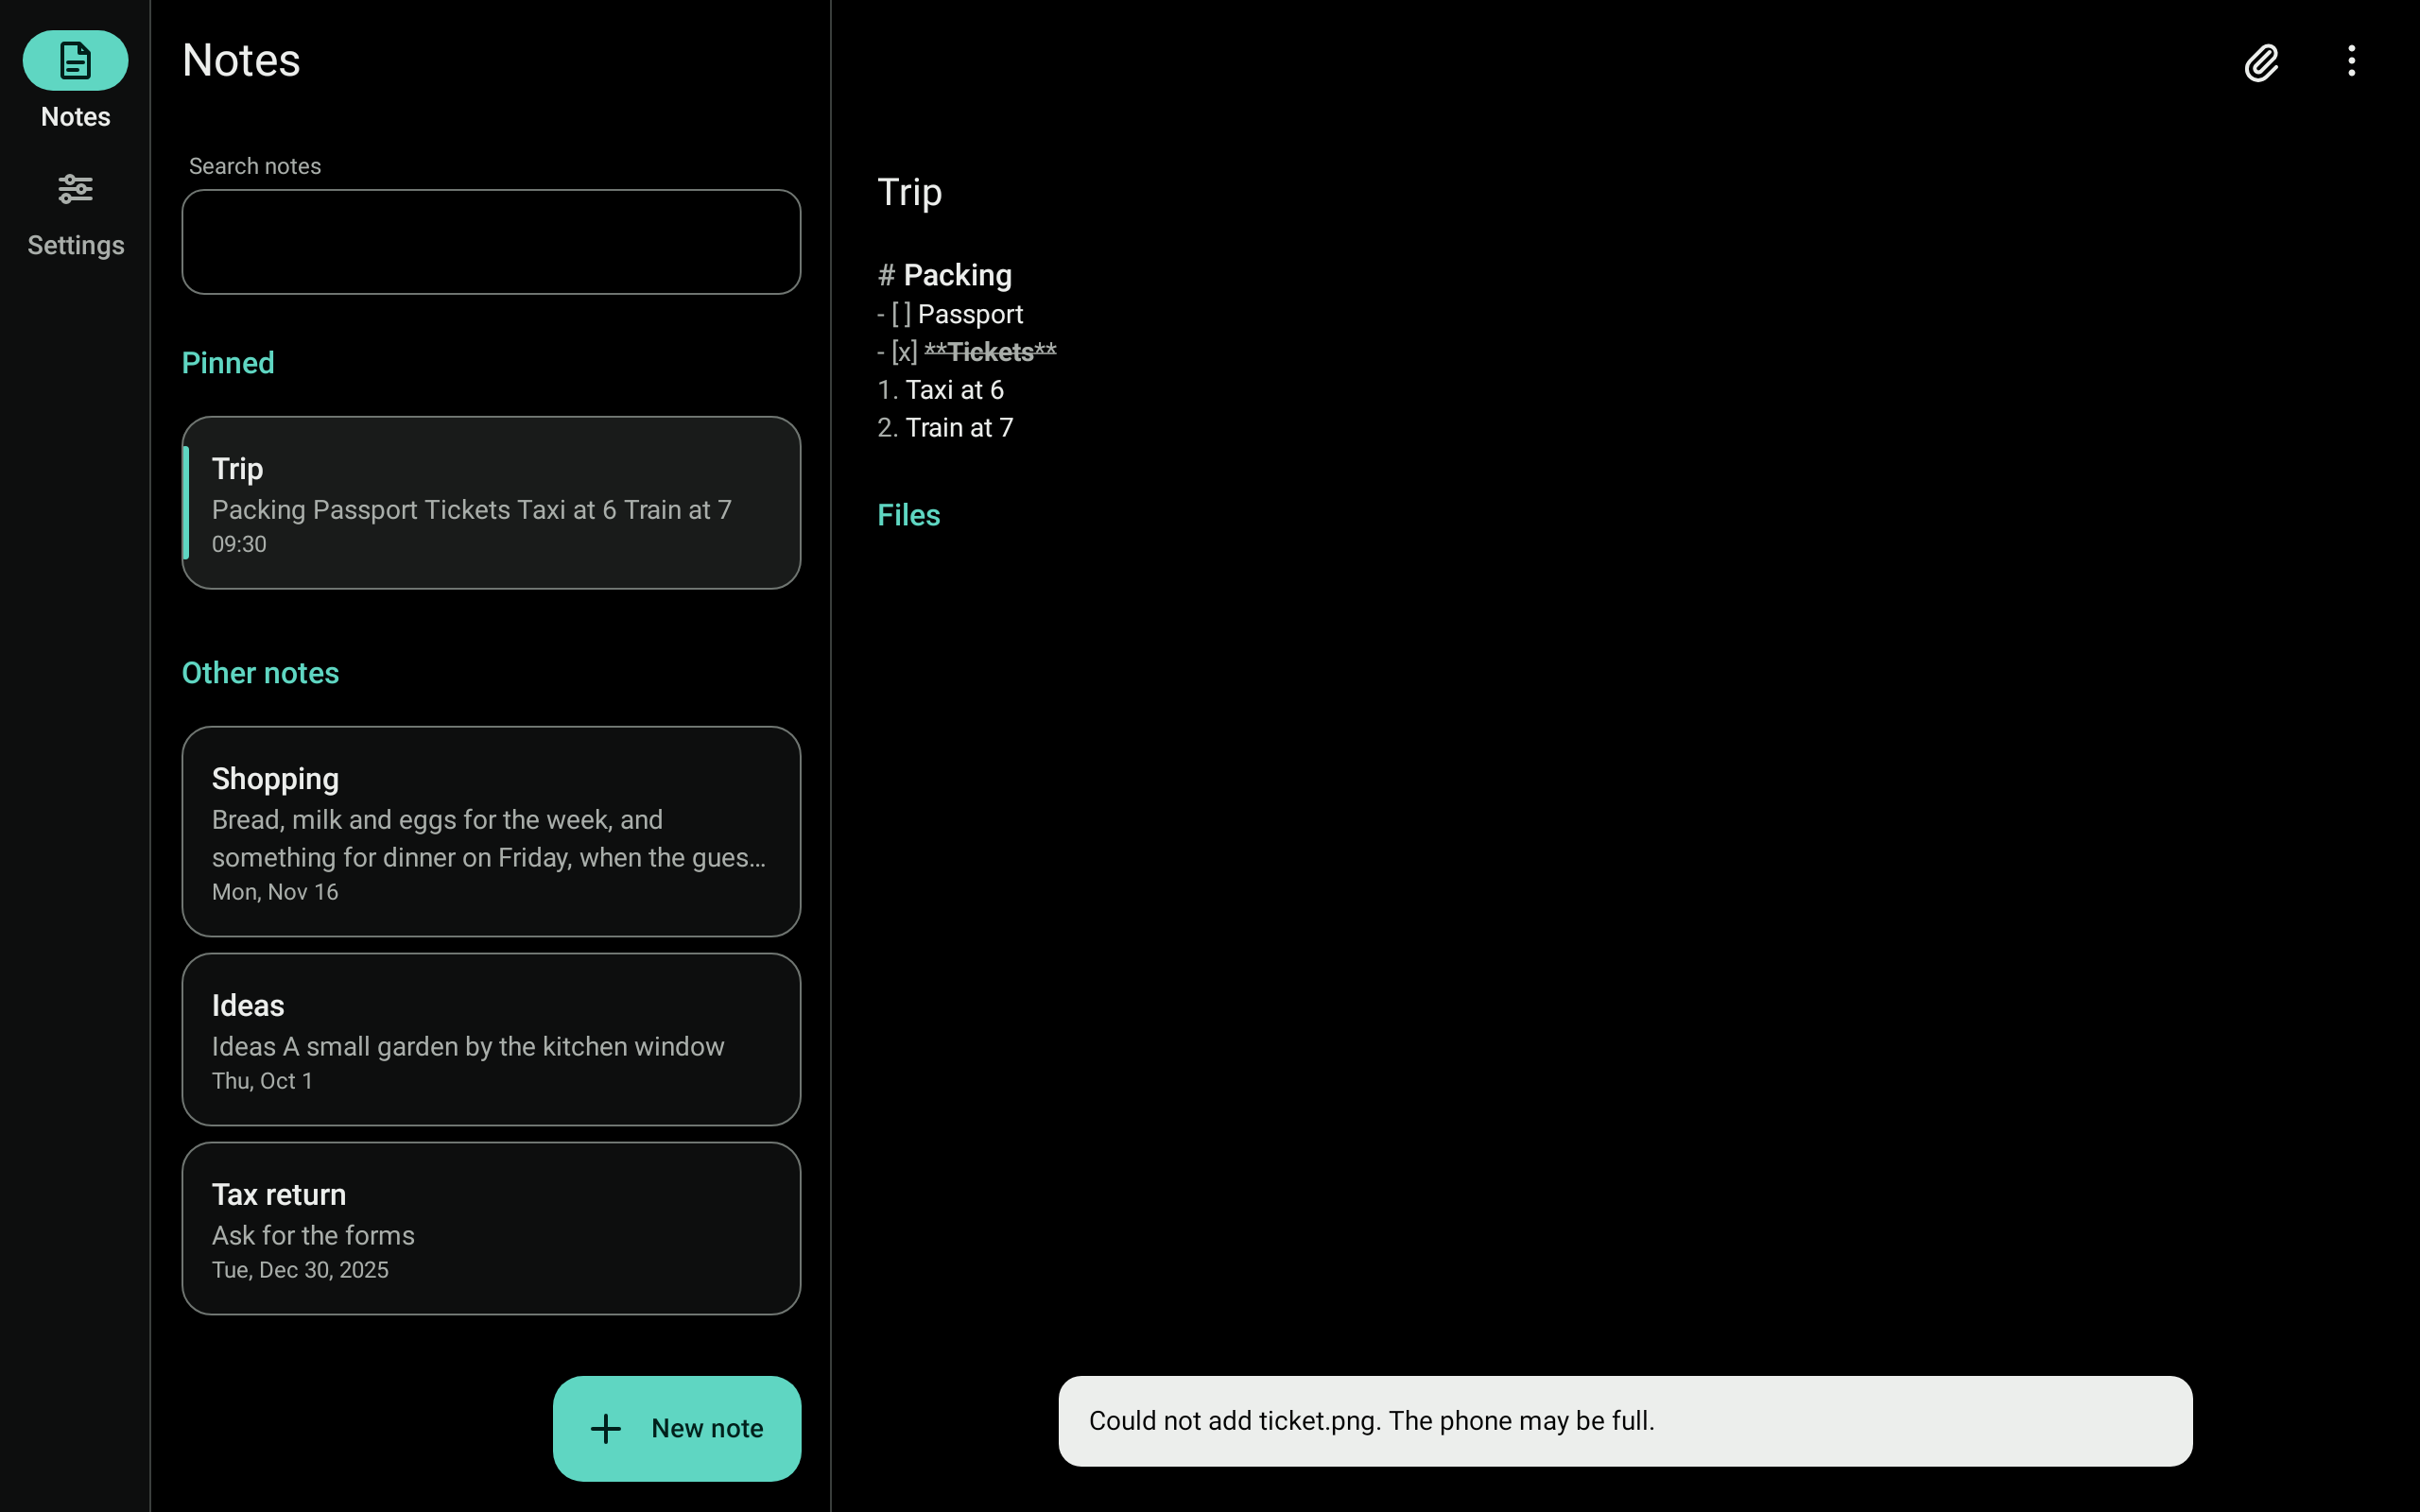 Notes
Settings
Notes
Search notes
Pinned
Trip
Packing Passport Tickets Taxi at 6 Train at 7
09:30
Other notes
Shopping
Bread, milk and eggs for the week, and
something for dinner on Friday, when the gues...
Mon, Nov 16
Ideas
Ideas A small garden by the kitchen window
Thu, Oct 1
Tax return
Ask for the forms
Tue, Dec 30, 2025
New note
Trip
# Packing
- [ ] Passport
- [x] **Tickets**
1. Taxi at 6
2. Train at 7
Files
Could not add ticket.png. The phone may be full.